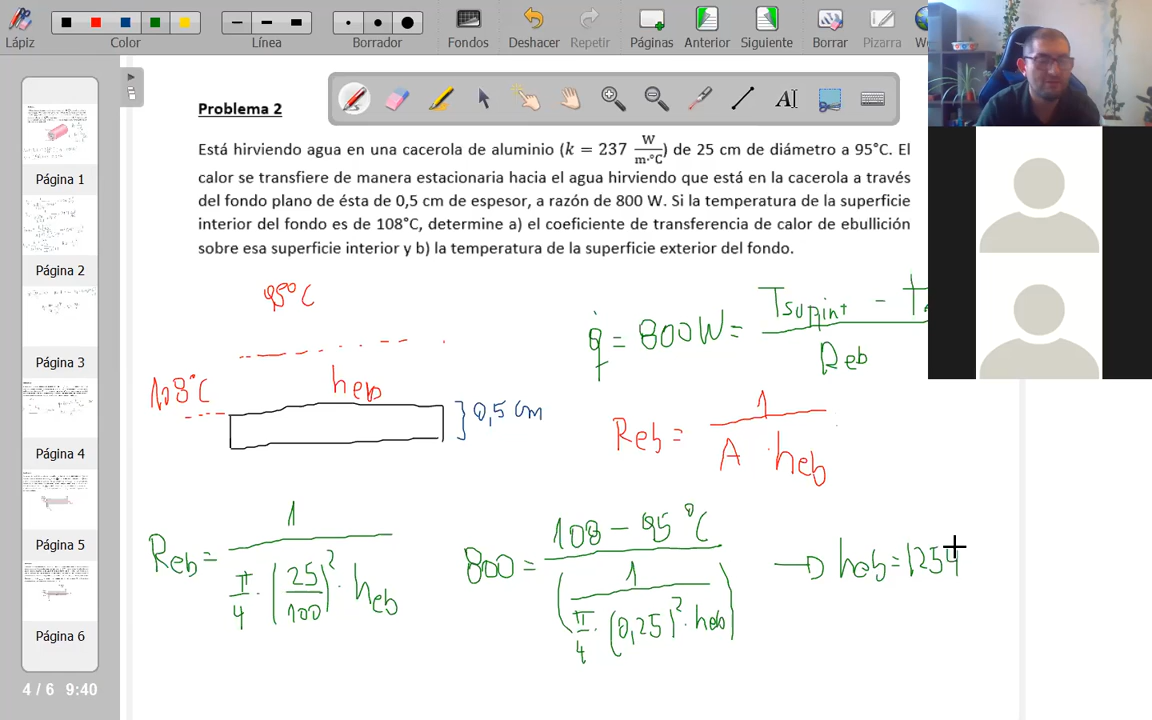 Lápiz
Color
Línea
Borrador
Fondos
Deshacer
Repetir
Páginas
Anterior
Siguiente
Borrar
Pizarra
Página 1
Página 2
Página 3
Página 4
Página 5
Página 6
4 / 6 9:40
Problema 2
Está hirviendo agua en una cacerola de aluminio (k = 237 W/m·°C) de 25 cm de diámetro a 95°C. El
calor se transfiere de manera estacionaria hacia el agua hirviendo que está en la cacerola a través
del fondo plano de ésta de 0,5 cm de espesor, a razón de 800 W. Si la temperatura de la superficie
interior del fondo es de 108°C, determine a) el coeficiente de transferencia de calor de ebullición
sobre esa superficie interior y b) la temperatura de la superficie exterior del fondo.
95°C
108°C
heb
0,5 cm
q̇ = 800W = Tsupint - T
Reb
Reb = 1
A · heb
Reb = 1
π/4 · (25/100)² · heb
800 = 108 - 95 °C
(1
π/4 · (0,25)² · heb)
→ heb = 1254